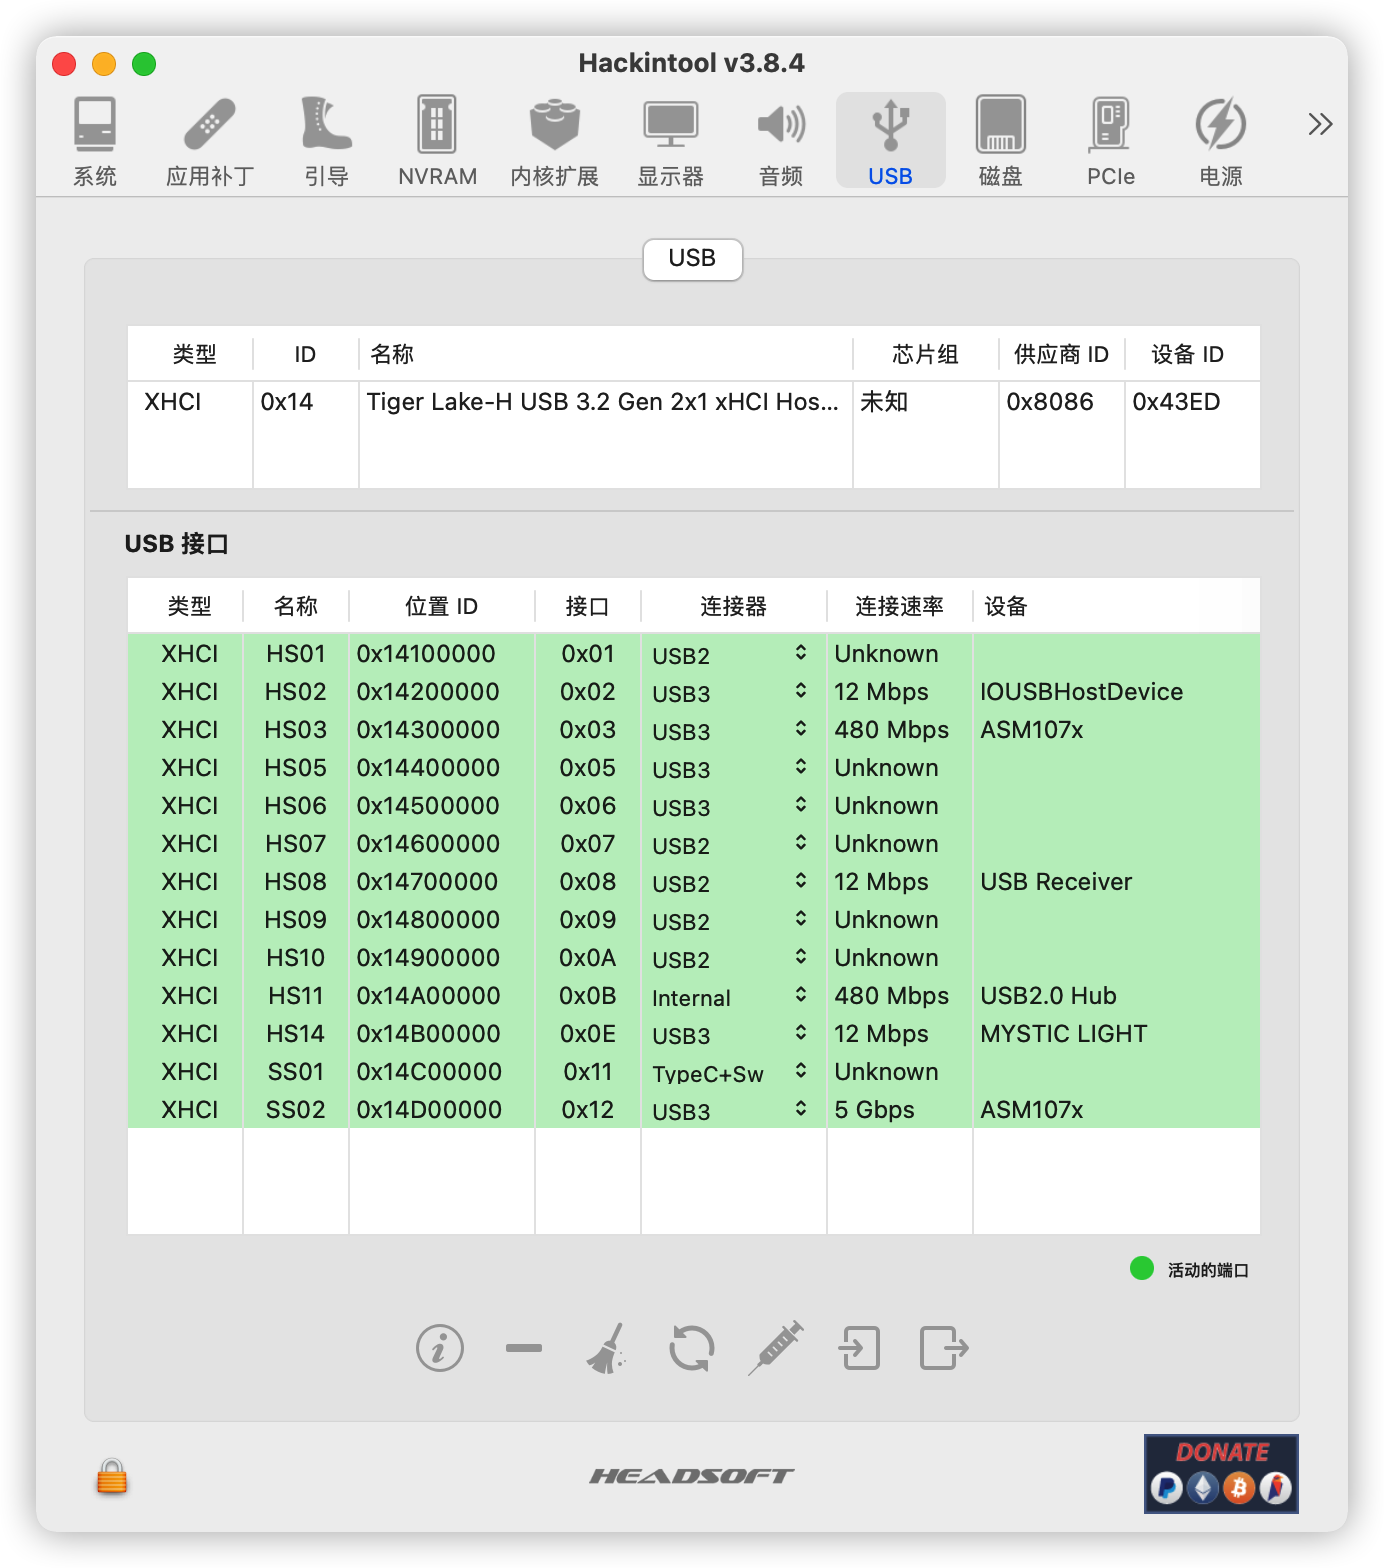 Hackintool v3.8.4
系统 应用补丁 引导 NVRAM 内核扩展 显示器 音频 USB 磁盘 PCIe 电源
USB
类型 ID 名称 芯片组 供应商 ID 设备 ID
XHCI 0x14 Tiger Lake-H USB 3.2 Gen 2x1 xHCI Hos... 未知 0x8086 0x43ED
USB 接口
类型 名称 位置 ID 接口 连接器 连接速率 设备
XHCI HS01 0x14100000 0x01 USB2 Unknown
XHCI HS02 0x14200000 0x02 USB3 12 Mbps IOUSBHostDevice
XHCI HS03 0x14300000 0x03 USB3 480 Mbps ASM107x
XHCI HS05 0x14400000 0x05 USB3 Unknown
XHCI HS06 0x14500000 0x06 USB3 Unknown
XHCI HS07 0x14600000 0x07 USB2 Unknown
XHCI HS08 0x14700000 0x08 USB2 12 Mbps USB Receiver
XHCI HS09 0x14800000 0x09 USB2 Unknown
XHCI HS10 0x14900000 0x0A USB2 Unknown
XHCI HS11 0x14A00000 0x0B Internal 480 Mbps USB2.0 Hub
XHCI HS14 0x14B00000 0x0E USB3 12 Mbps MYSTIC LIGHT
XHCI SS01 0x14C00000 0x11 TypeC+Sw Unknown
XHCI SS02 0x14D00000 0x12 USB3 5 Gbps ASM107x
活动的端口
DONATE
HEADSOFT